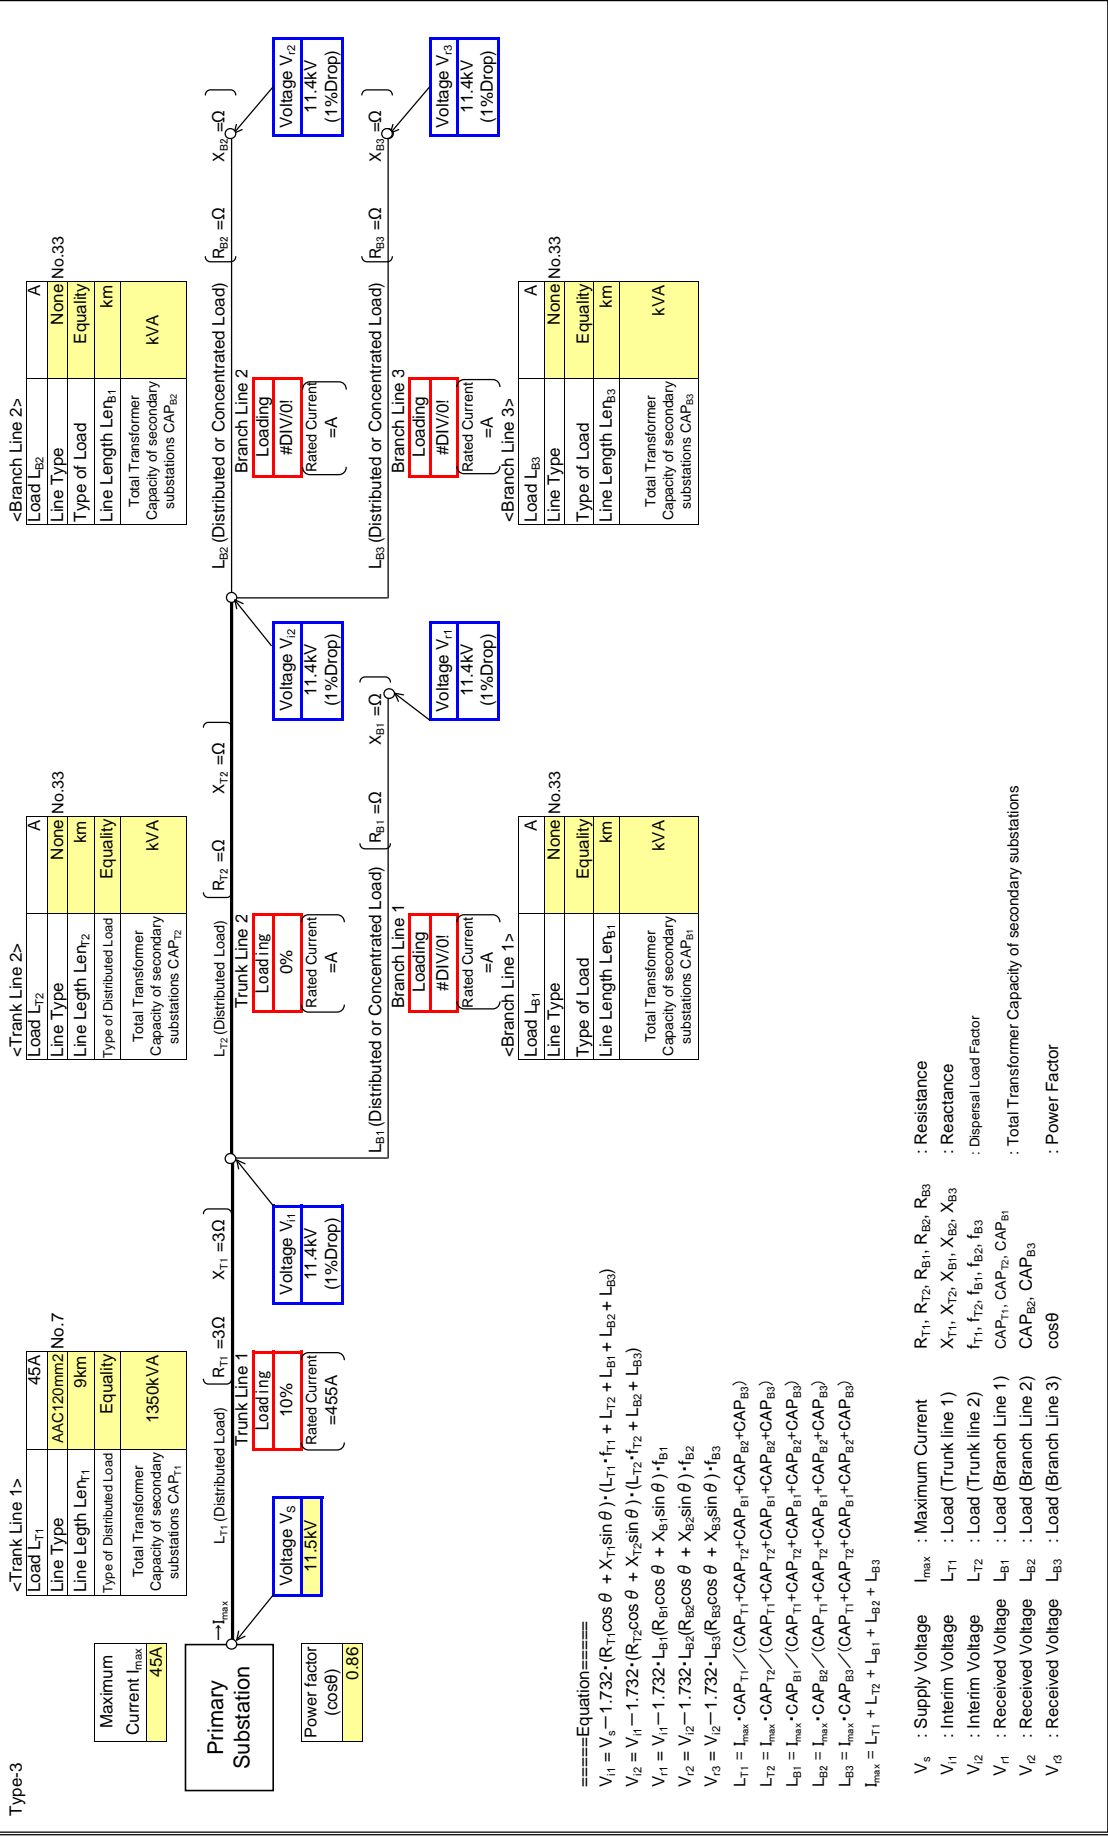 Type-3
Maximum
Current Imax
45A
Primary
Substation
→Imax
Power factor
(cosθ)
0.86
Voltage VS
11.5kV
<Trank Line 1>
Load LT1 45A
Line Type AAC120mm2 No.7
Line Length LenT1 9km
Type of Distributed Load Equality
Total Transformer
Capacity of secondary
substations CAPT1
1350kVA
LT1 (Distributed Load) RT1 =3Ω XT1 =3Ω
Trunk Line 1
Loading
10%
Rated Current
=455A
Voltage Vi1
11.4kV
(1%Drop)
<Trank Line 2>
Load LT2 A
Line Type None No.33
Line Legth LenT2 km
Type of Distributed Load Equality
Total Transformer
Capacity of secondary
substations CAPT2
kVA
LT2 (Distributed Load) RT2 =Ω XT2 =Ω
Trunk Line 2
Loading
0%
Rated Current
=A
Voltage Vi2
11.4kV
(1%Drop)
LB1 (Distributed or Concentrated Load) RB1 =Ω XB1 =Ω
Branch Line 1
Loading
#DIV/0!
Rated Current
=A
Voltage Vr1
11.4kV
(1%Drop)
<Branch Line 1>
Load LB1 A
Line Type None No.33
Type of Load Equality
Line Length LenB1 km
Total Transformer
Capacity of secondary
substations CAPB1
kVA
<Branch Line 2>
Load LB2 A
Line Type None No.33
Type of Load Equality
Line Length LenB1 km
Total Transformer
Capacity of secondary
substations CAPB2
kVA
LB2 (Distributed or Concentrated Load) RB2 =Ω XB2 =Ω
Branch Line 2
Loading
#DIV/0!
Rated Current
=A
Voltage Vr2
11.4kV
(1%Drop)
LB3 (Distributed or Concentrated Load) RB3 =Ω XB3 =Ω
Branch Line 3
Loading
#DIV/0!
Rated Current
=A
Voltage Vr3
11.4kV
(1%Drop)
<Branch Line 3>
Load LB3 A
Line Type None No.33
Type of Load Equality
Line Length LenB3 km
Total Transformer
Capacity of secondary
substations CAPB3
kVA
=====Equation=====
Vi1 = Vs－1.732・(RT1cos θ + XT1sin θ)・(LT1・fT1 + LT2 + LB1 + LB2 + LB3)
Vi2 = Vi1－1.732・(RT2cos θ + XT2sin θ)・(LT2・fT2 + LB2 + LB3)
Vr1 = Vi1－1.732・LB1(RB1cos θ + XB1sin θ)・fB1
Vr2 = Vi2－1.732・LB2(RB2cos θ + XB2sin θ)・fB2
Vr3 = Vi2－1.732・LB3(RB3cos θ + XB3sin θ)・fB3
LT1 = Imax・CAPT1／(CAPT1+CAPT2+CAPB1+CAPB2+CAPB3)
LT2 = Imax・CAPT2／(CAPT1+CAPT2+CAPB1+CAPB2+CAPB3)
LB1 = Imax・CAPB1／(CAPT1+CAPT2+CAPB1+CAPB2+CAPB3)
LB2 = Imax・CAPB2／(CAPT1+CAPT2+CAPB1+CAPB2+CAPB3)
LB3 = Imax・CAPB3／(CAPT1+CAPT2+CAPB1+CAPB2+CAPB3)
Imax = LT1 + LT2 + LB1 + LB2 + LB3
Vs : Supply Voltage Imax : Maximum Current RT1, RT2, RB1, RB2, RB3 : Resistance
Vi1 : Interim Voltage LT1 : Load (Trunk line 1) XT1, XT2, XB1, XB2, XB3 : Reactance
Vi2 : Interim Voltage LT2 : Load (Trunk line 2) fT1, fT2, fB1, fB2, fB3 : Dispersal Load Factor
Vr1 : Received Voltage LB1 : Load (Branch Line 1) CAPT1, CAPT2, CAPB1
Vr2 : Received Voltage LB2 : Load (Branch Line 2) CAPB2, CAPB3 : Total Transformer Capacity of secondary substations
Vr3 : Received Voltage LB3 : Load (Branch Line 3) cosθ : Power Factor